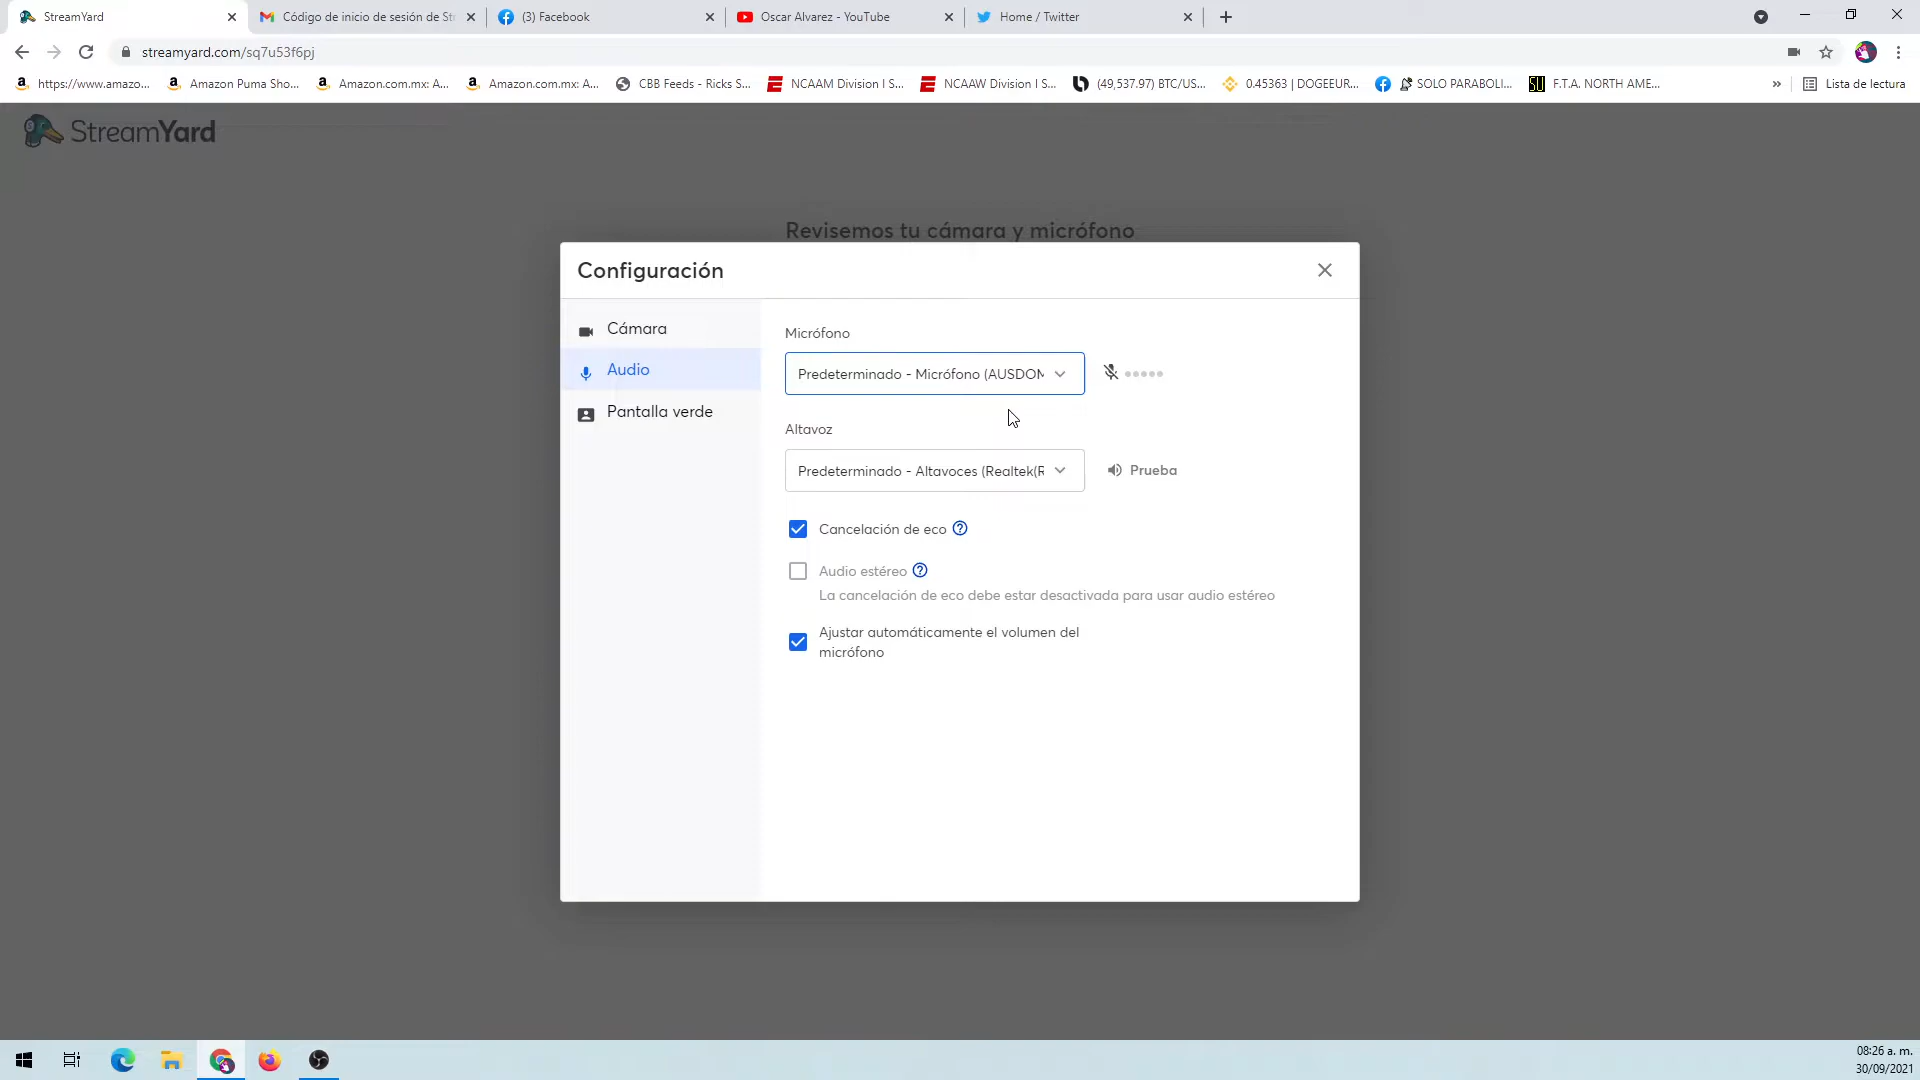 StreamYard
Código de inicio de sesión de St
(3) Facebook
Oscar Alvarez - YouTube
Home / Twitter
streamyard.com/sq7u53f6pj
https://www.amazo...
Amazon Puma Sho...
Amazon.com.mx: A...
Amazon.com.mx: A...
CBB Feeds - Ricks S...
NCAAM Division I S...
NCAAW Division I S...
(49,537.97) BTC/US...
0.45363 | DOGEEUR...
SOLO PARABOLI...
F.T.A. NORTH AME...
»
Lista de lectura
StreamYard
Revisemos tu cámara y micrófono
Configuración
Cámara
Audio
Pantalla verde
Micrófono
Predeterminado - Micrófono (AUSDOM
Altavoz
Predeterminado - Altavoces (Realtek(R
Prueba
Cancelación de eco
Audio estéreo
La cancelación de eco debe estar desactivada para usar audio estéreo
Ajustar automáticamente el volumen del
micrófono
08:26 a. m.
30/09/2021